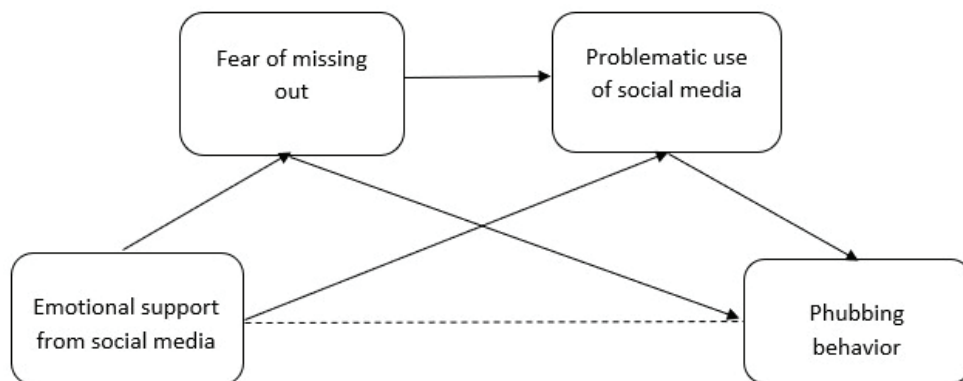 Fear of missing
out
Problematic use
of social media
Emotional support
from social media
Phubbing
behavior